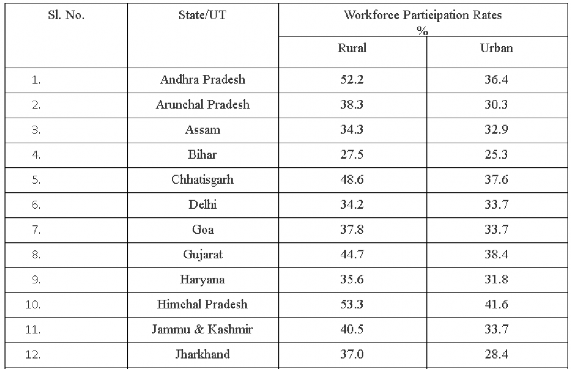 Sl. No. State/UT Workforce Participation Rates
%
Rural Urban
1. Andhra Pradesh 52.2 36.4
2. Arunchal Pradesh 38.3 30.3
3. Assam 34.3 32.9
4. Bihar 27.5 25.3
5. Chhatisgarh 48.6 37.6
6. Delhi 34.2 33.7
7. Goa 37.8 33.7
8. Gujarat 44.7 38.4
9. Haryana 35.6 31.8
10. Himchal Pradesh 53.3 41.6
11. Jammu & Kashmir 40.5 33.7
12. Jharkhand 37.0 28.4